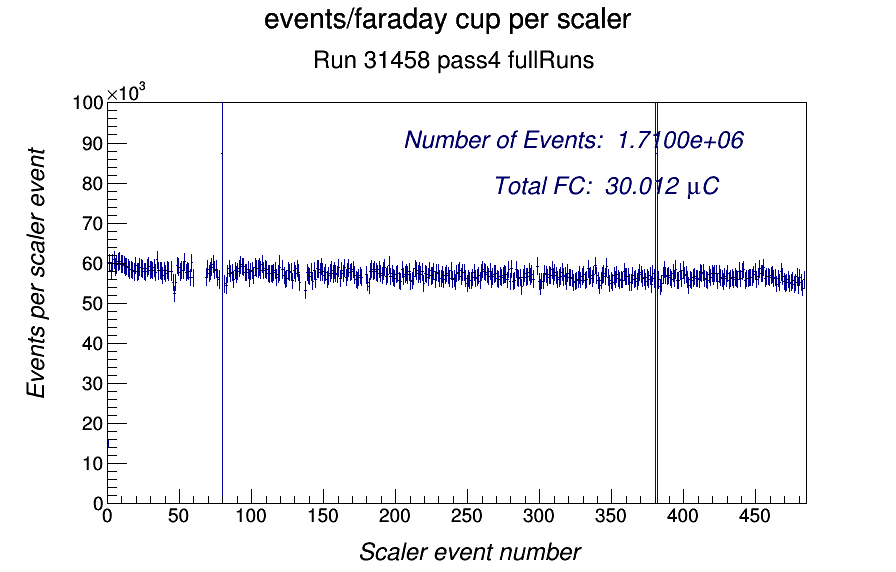 events/faraday cup per scaler
Run 31458 pass4 fullRuns
×10³
100
90
80
70
60
50
40
30
20
10
0
Events per scaler event
Number of Events: 1.7100e+06
Total FC: 30.012 μC
0 50 100 150 200 250 300 350 400 450
Scaler event number